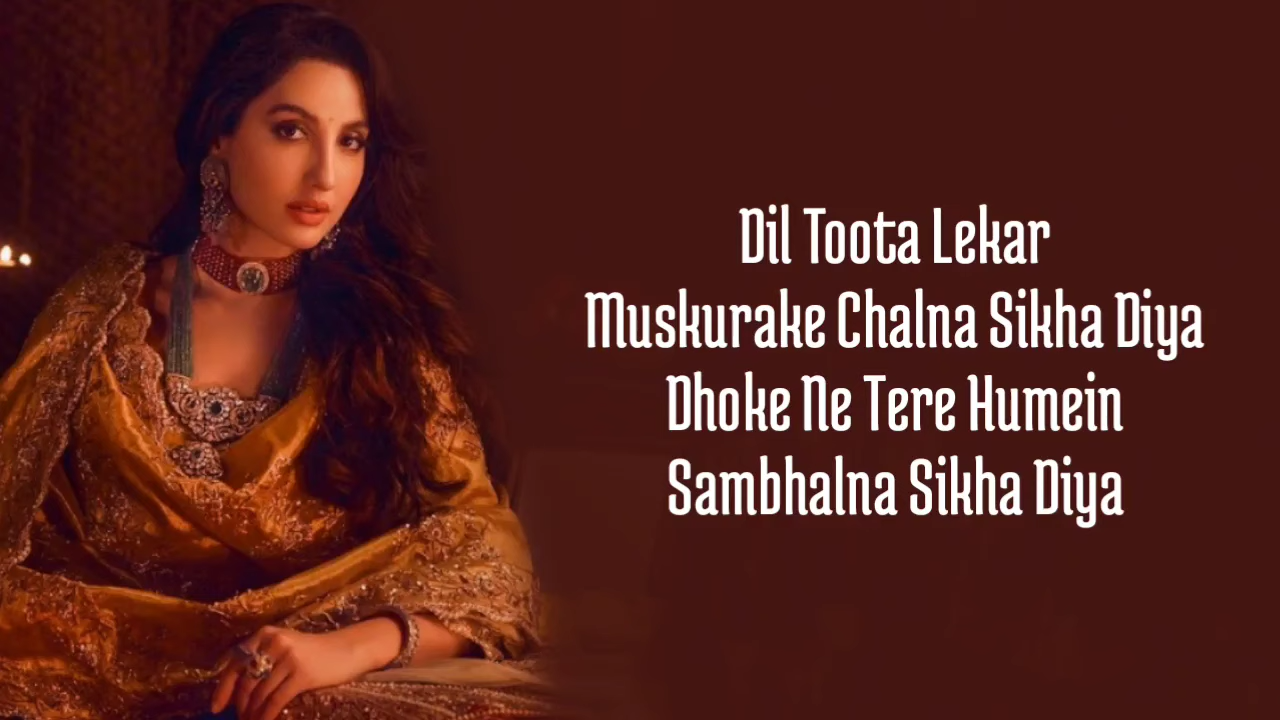 Dil Toota Lekar
Muskurake Chalna Sikha Diya
Dhoke Ne Tere Humein
Sambhalna Sikha Diya